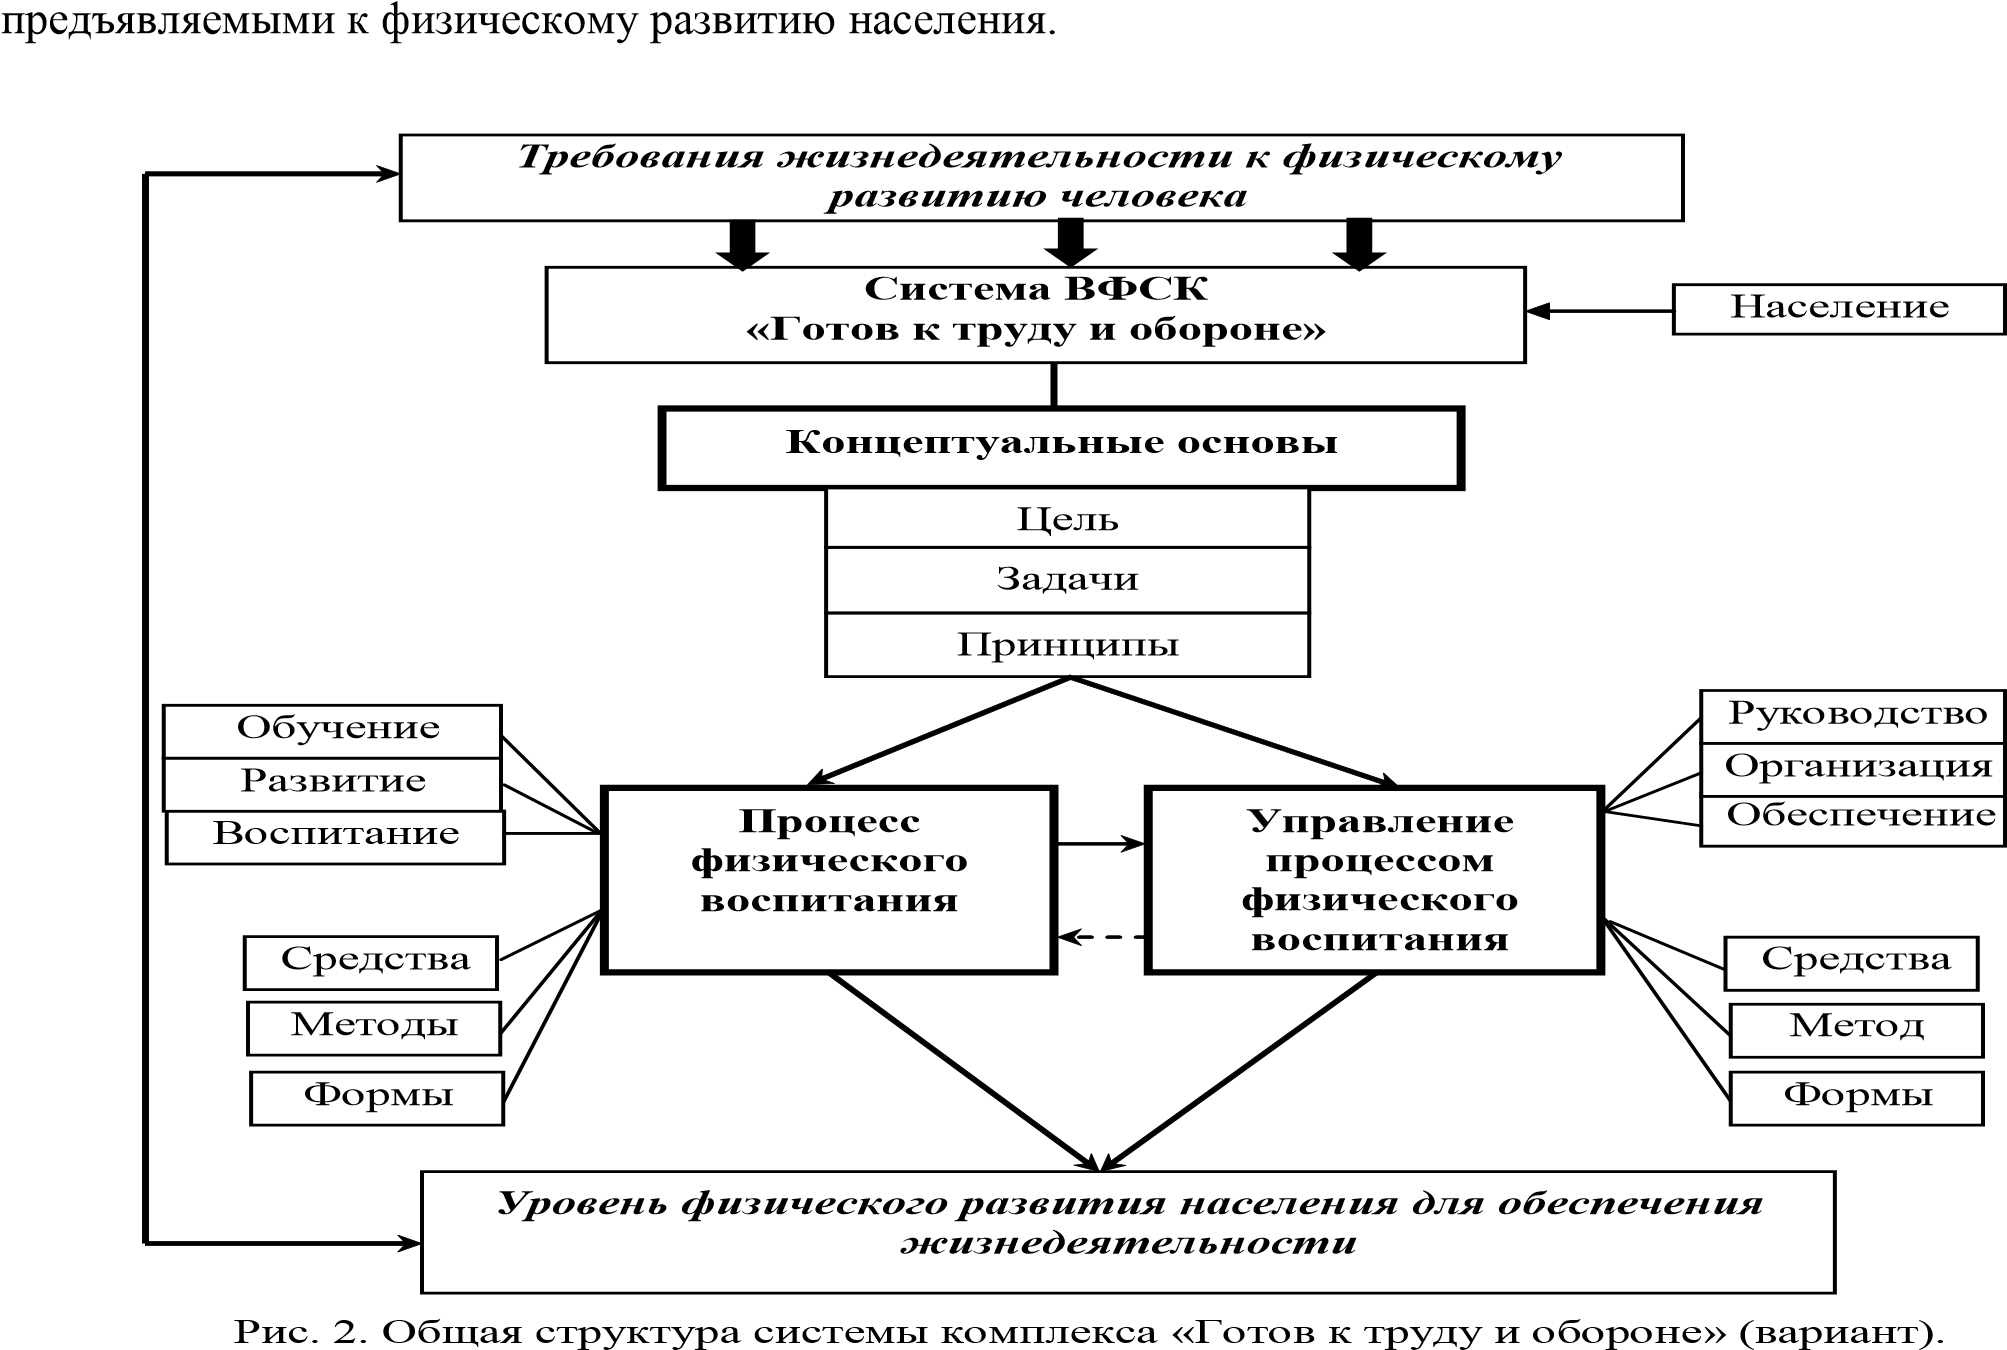 предъявляемыми к физическому развитию населения.
Требования жизнедеятельности к физическому
развитию человека
Система ВФСК
«Готов к труду и обороне»
Население
Концептуальные основы
Цель
Задачи
Принципы
Обучение
Развитие
Воспитание
Руководство
Организация
Обеспечение
Процесс
физического
воспитания
Управление
процессом
физического
воспитания
Средства
Методы
Формы
Средства
Метод
Формы
Уровень физического развития населения для обеспечения
жизнедеятельности
Рис. 2. Общая структура системы комплекса «Готов к труду и обороне» (вариант).